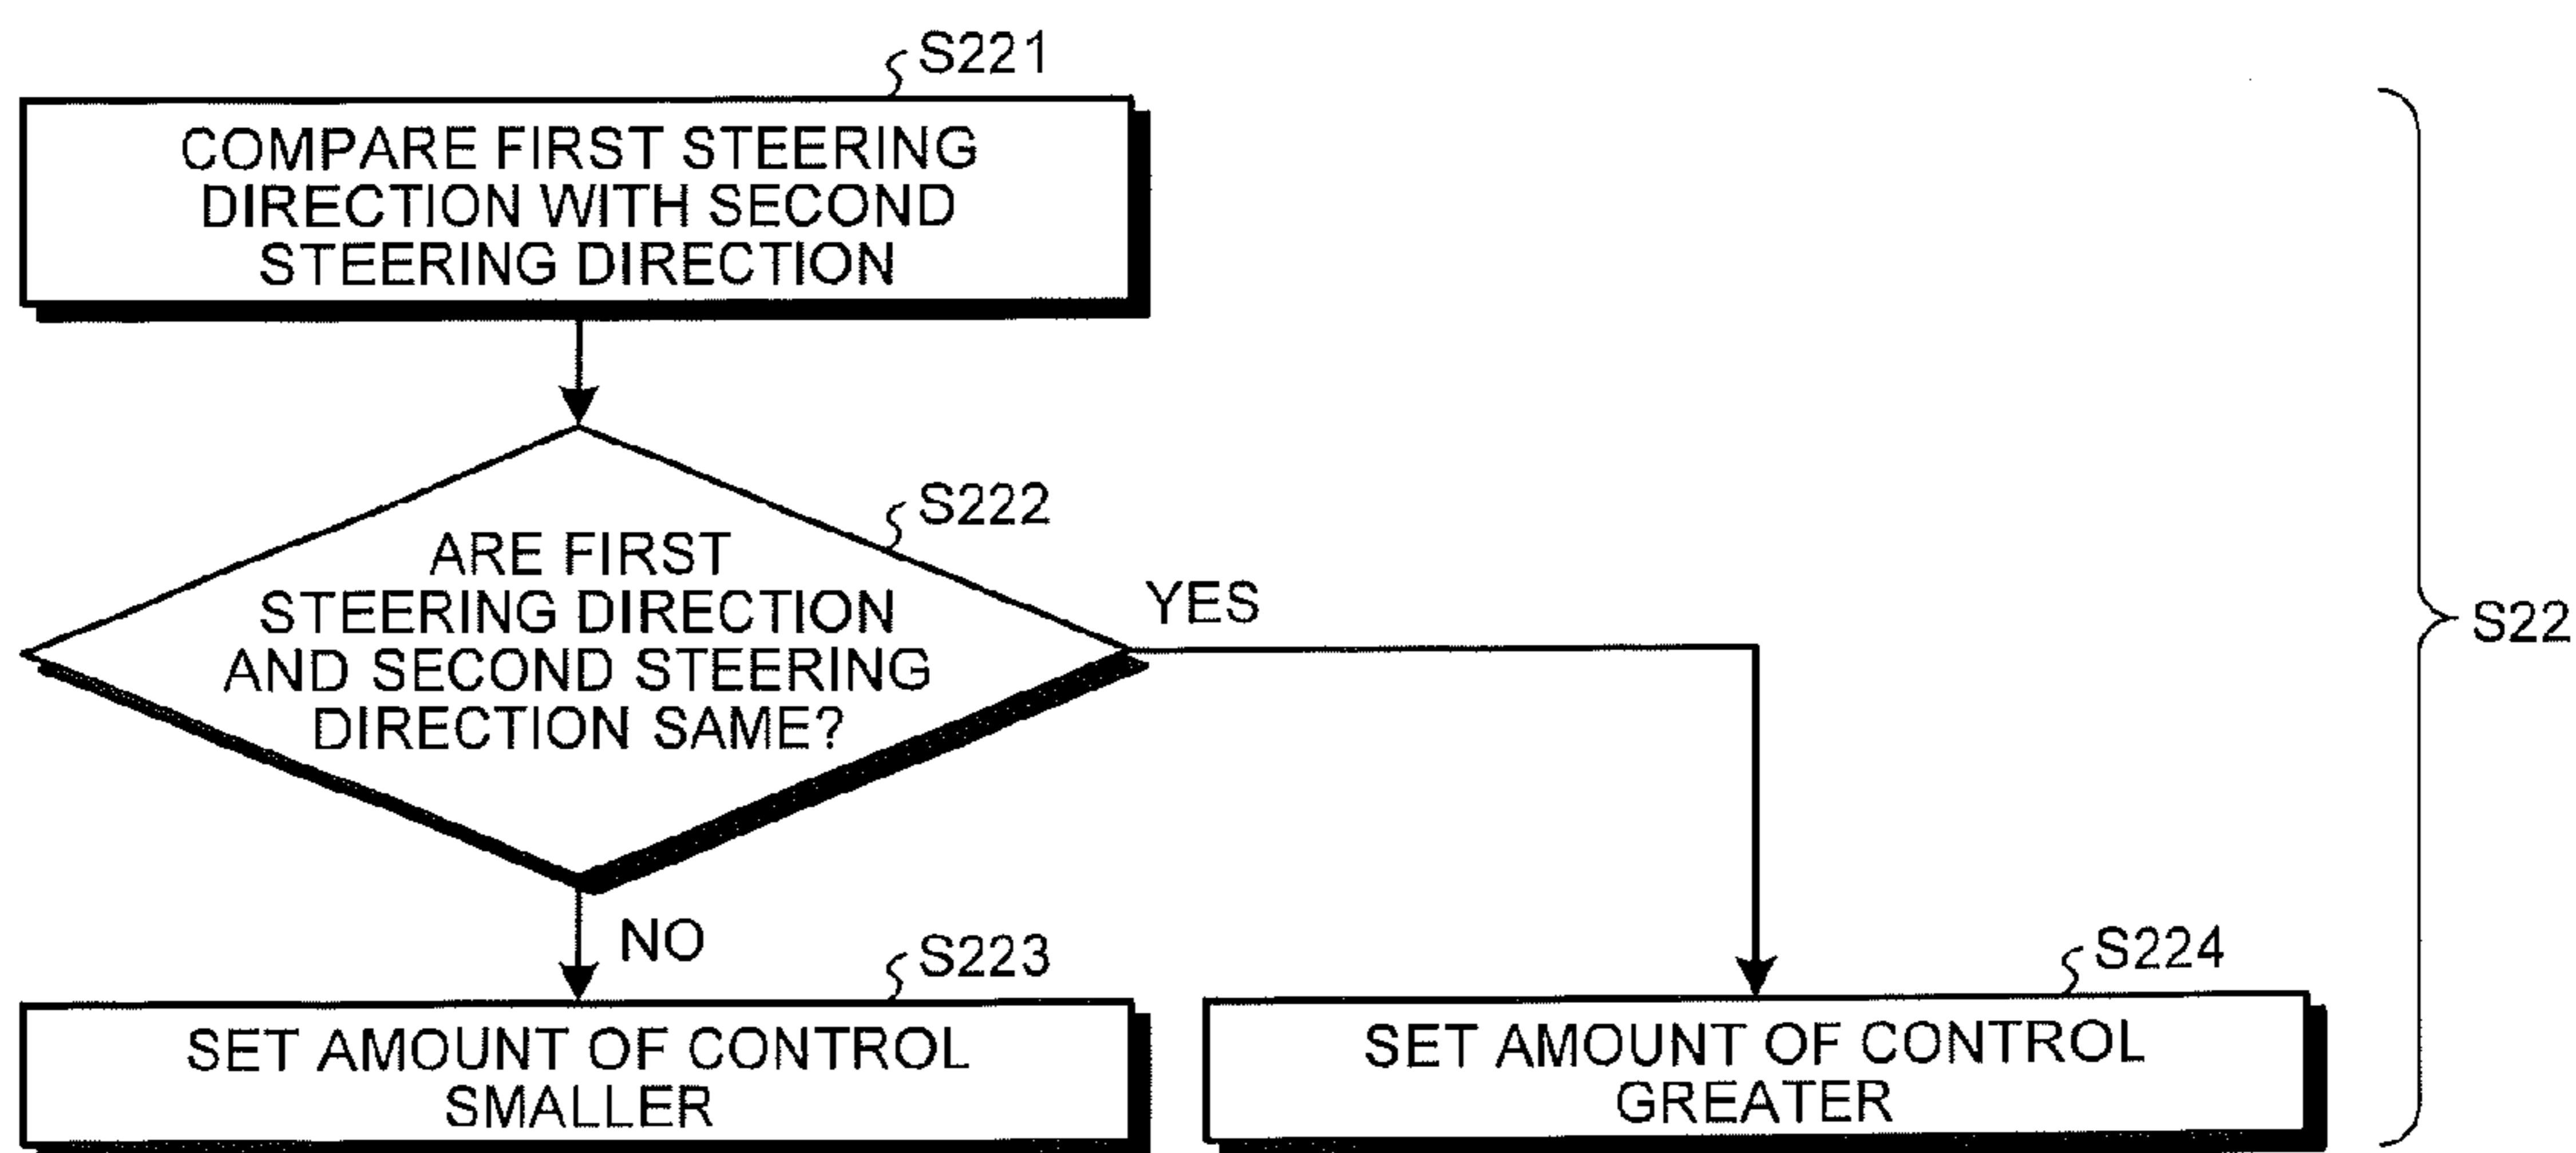 S221
COMPARE FIRST STEERING
DIRECTION WITH SECOND
STEERING DIRECTION
S222
ARE FIRST
STEERING DIRECTION
AND SECOND STEERING
DIRECTION SAME?
YES
S22
NO
S223
SET AMOUNT OF CONTROL
SMALLER
S224
SET AMOUNT OF CONTROL
GREATER